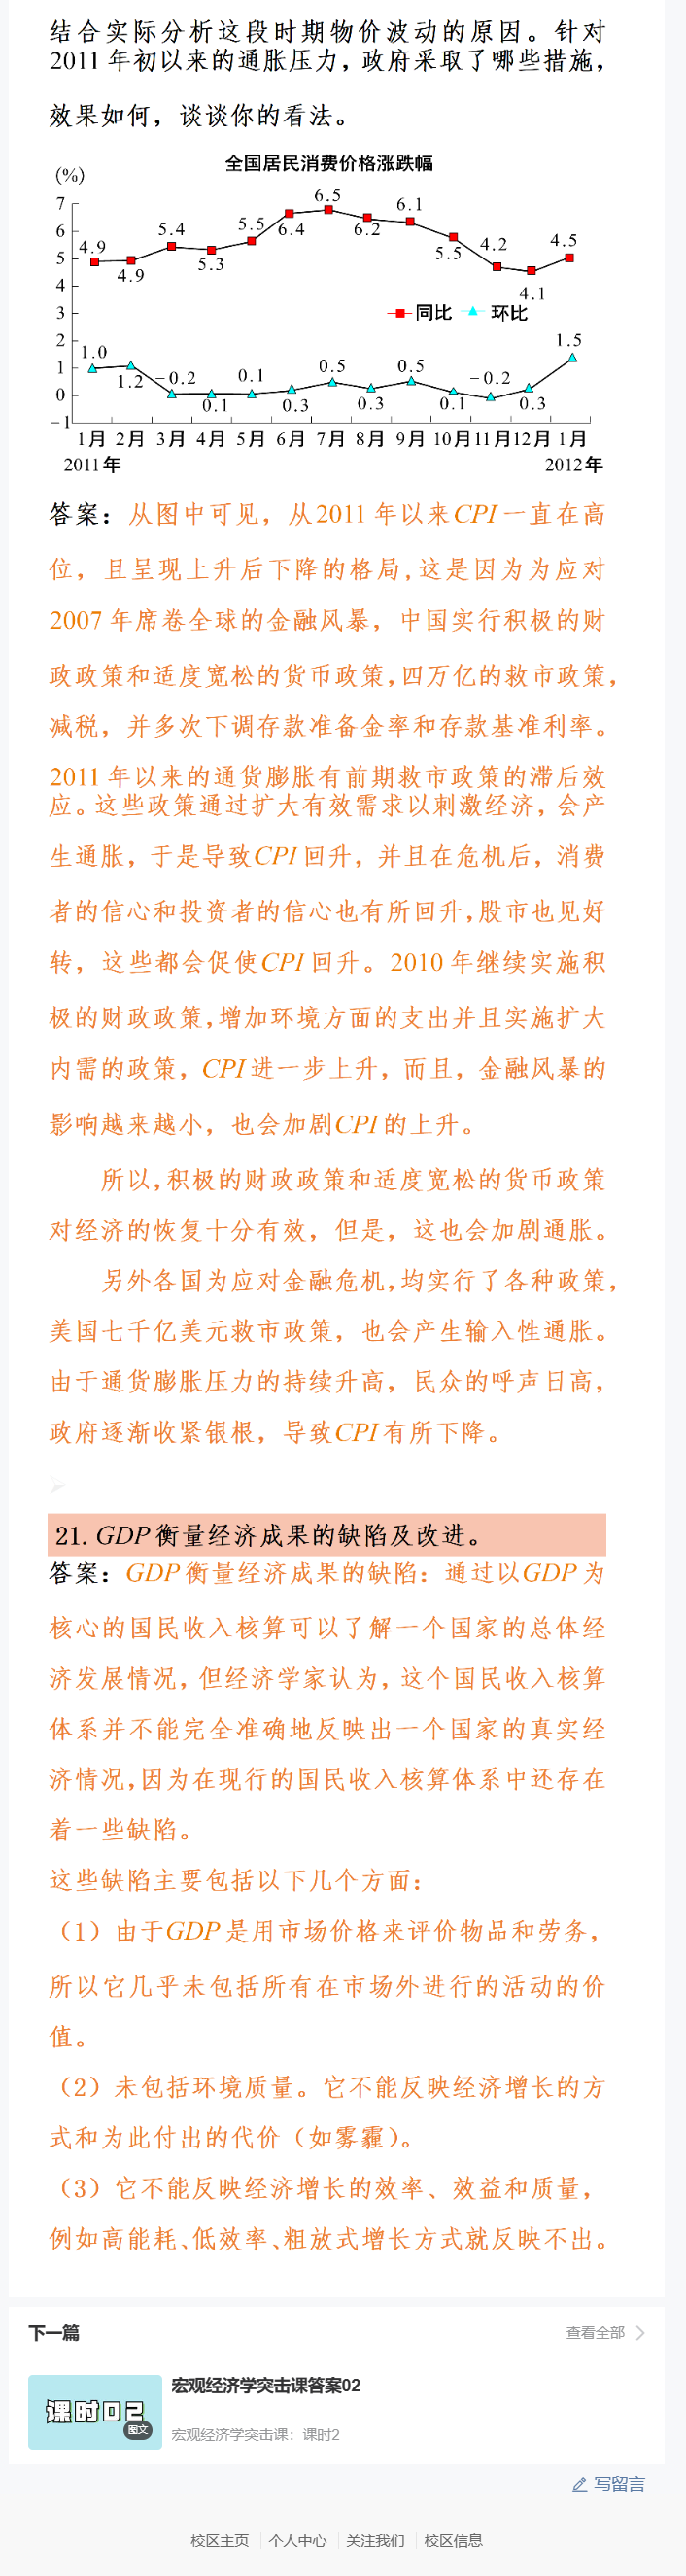 结合实际分析这段时期物价波动的原因。针对
2011年初以来的通胀压力，政府采取了哪些措施，
效果如何，谈谈你的看法。
全国居民消费价格涨跌幅
(%)
7
6
5
4
3
2
1
0
-1
4.9 4.9 5.4 5.3 5.5 6.4 6.5 6.2 6.1 5.5 4.2 4.1 4.5
同比 环比
1.0 1.2 -0.2 0.1 0.1 0.3 0.5 0.3 0.5 0.1 -0.2 0.3 1.5
1月 2月 3月 4月 5月 6月 7月 8月 9月 10月 11月 12月 1月
2011年 2012年
答案：从图中可见，从2011年以来CPI一直在高
位，且呈现上升后下降的格局,这是因为为应对
2007年席卷全球的金融风暴，中国实行积极的财
政政策和适度宽松的货币政策,四万亿的救市政策，
减税，并多次下调存款准备金率和存款基准利率。
2011年以来的通货膨胀有前期救市政策的滞后效
应。这些政策通过扩大有效需求以刺激经济，会产
生通胀，于是导致CPI回升，并且在危机后，消费
者的信心和投资者的信心也有所回升,股市也见好
转，这些都会促使CPI回升。2010年继续实施积
极的财政政策,增加环境方面的支出并且实施扩大
内需的政策，CPI进一步上升，而且，金融风暴的
影响越来越小，也会加剧CPI的上升。
所以,积极的财政政策和适度宽松的货币政策
对经济的恢复十分有效，但是，这也会加剧通胀。
另外各国为应对金融危机,均实行了各种政策，
美国七千亿美元救市政策，也会产生输入性通胀。
由于通货膨胀压力的持续升高，民众的呼声日高，
政府逐渐收紧银根，导致CPI有所下降。
21. GDP衡量经济成果的缺陷及改进。
答案：GDP衡量经济成果的缺陷：通过以GDP为
核心的国民收入核算可以了解一个国家的总体经
济发展情况，但经济学家认为，这个国民收入核算
体系并不能完全准确地反映出一个国家的真实经
济情况,因为在现行的国民收入核算体系中还存在
着一些缺陷。
这些缺陷主要包括以下几个方面：
（1）由于GDP是用市场价格来评价物品和劳务，
所以它几乎未包括所有在市场外进行的活动的价
值。
（2）未包括环境质量。它不能反映经济增长的方
式和为此付出的代价（如雾霾）。
（3）它不能反映经济增长的效率、效益和质量，
例如高能耗、低效率、粗放式增长方式就反映不出。
下一篇
查看全部
课时02
图文
宏观经济学突击课答案02
宏观经济学突击课：课时2
写留言
校区主页 个人中心 关注我们 校区信息